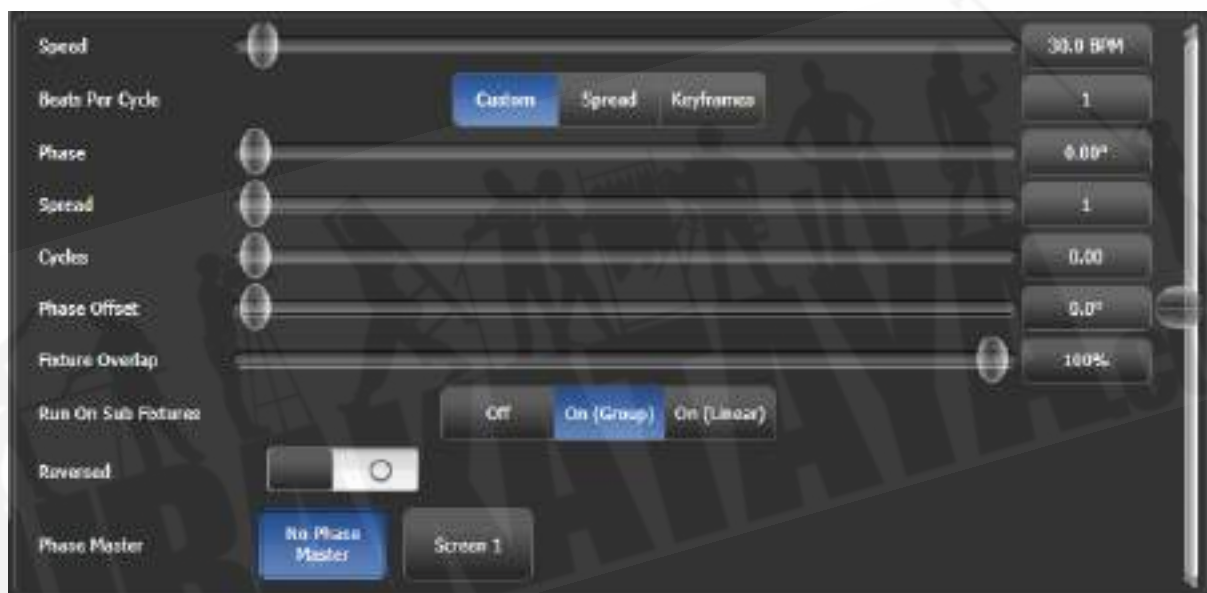 Speed 30.0 BPM
Beats Per Cycle Custom Spread Keyframes 1
Phase 0.00°
Spread 1
Cycles 0.00
Phase Offset 0.0°
Fixture Overlap 100%
Run On Sub Fixtures Off On (Group) On (Linear)
Reversed
Phase Master No Phase Master Screen 1